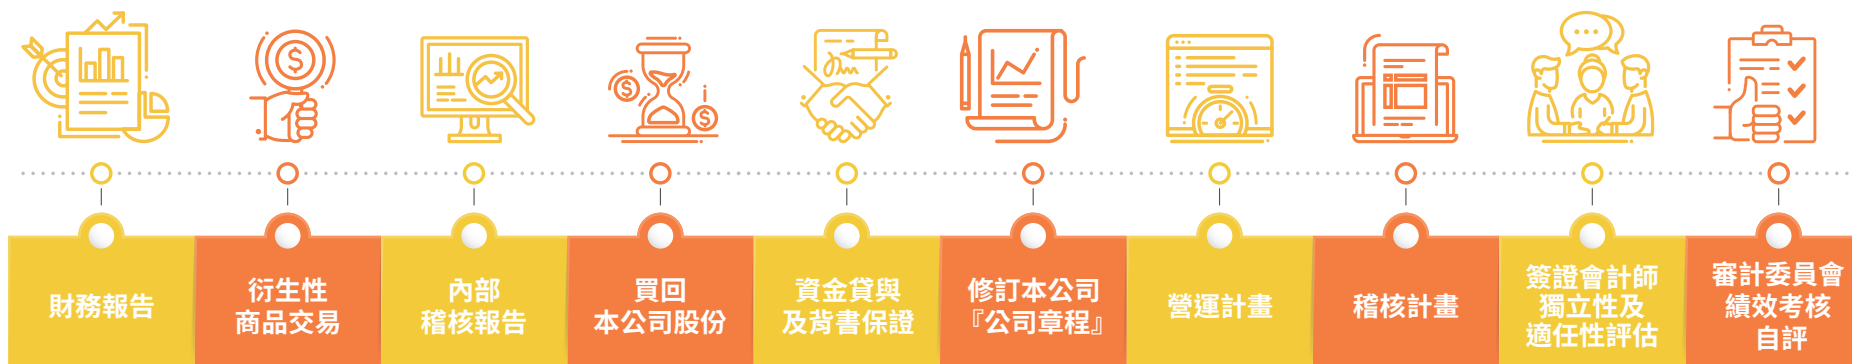 財務報告
衍生性
商品交易
內部
稽核報告
買回
本公司股份
資金貸與
及背書保證
修訂本公司
『公司章程』
營運計畫
稽核計畫
簽證會計師
獨立性及
適任性評估
審計委員會
績效考核
自評